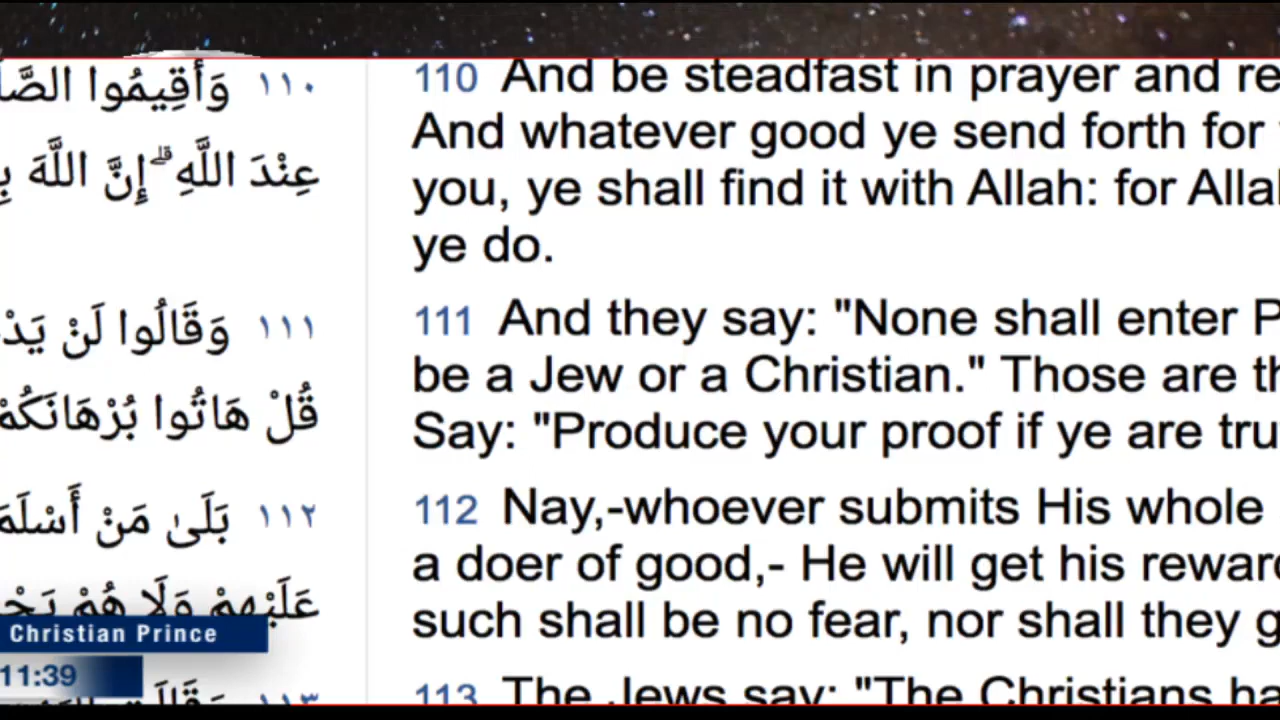 ١١٠ وَأَقِيمُوا
عِنْدَ اللَّهِ ۗ إِنَّ اللَّهَ
١١١ وَقَالُوا لَنْ
قُلْ هَاتُوا بُرْهَانَكُمْ
١١٢ بَلَىٰ مَنْ
عَلَيْهِمْ وَلَا هُمْ
١١٣
110 And be steadfast in prayer and re
And whatever good ye send forth for
you, ye shall find it with Allah: for Alla
ye do.
111 And they say: "None shall enter P
be a Jew or a Christian." Those are th
Say: "Produce your proof if ye are tru
112 Nay,-whoever submits His whole
a doer of good,- He will get his reward
such shall be no fear, nor shall they g
113 The Jews say: "The Christians ha
Christian Prince
11:39